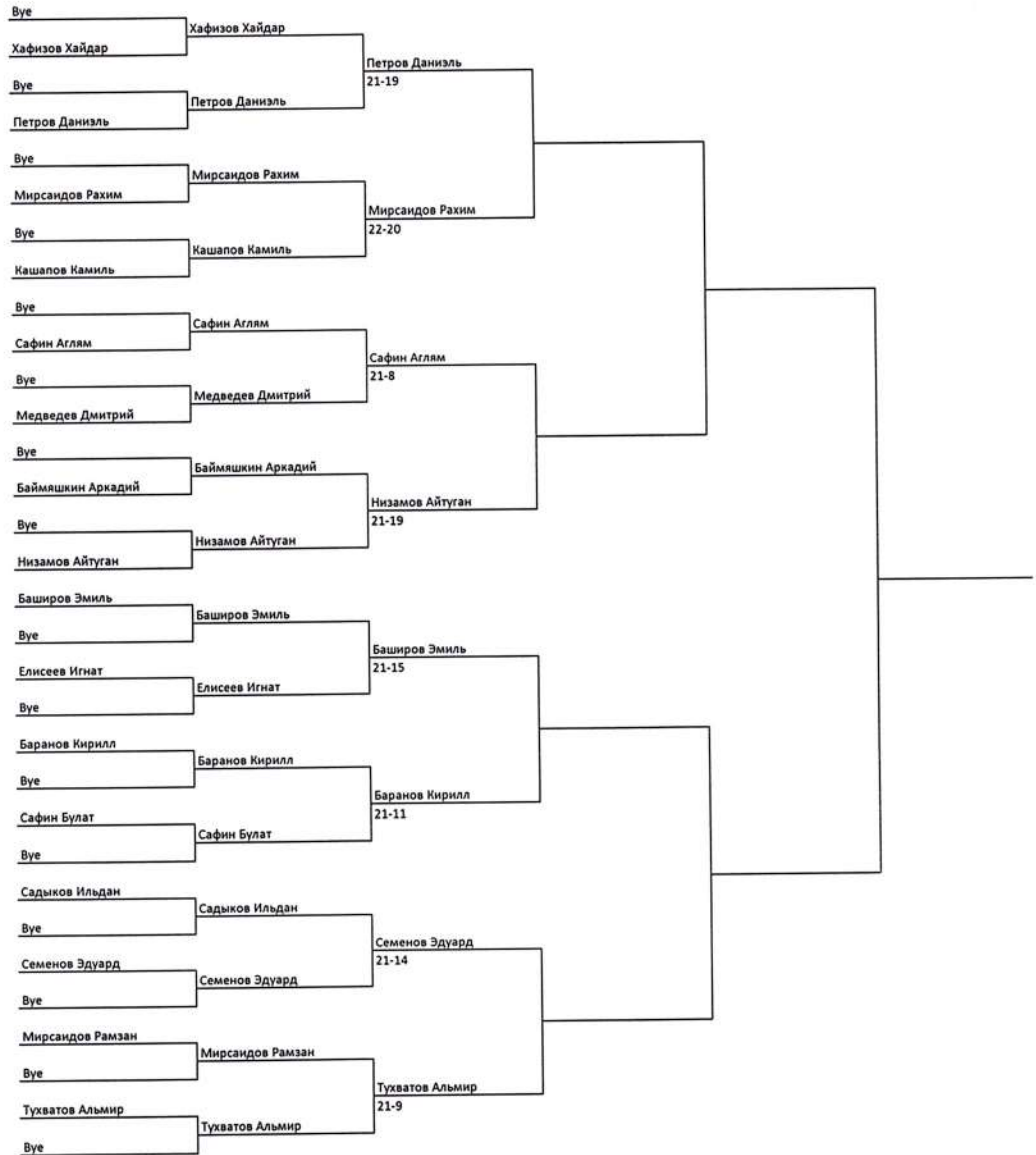 Bye
Хафизов Хайдар
Хафизов Хайдар
Петров Даниэль
21-19
Bye
Петров Даниэль
Петров Даниэль
Bye
Мирсаидов Рахим
Мирсаидов Рахим
Мирсаидов Рахим
22-20
Bye
Кашапов Камиль
Кашапов Камиль
Bye
Сафин Аглям
Сафин Аглям
Сафин Аглям
21-8
Bye
Медведев Дмитрий
Медведев Дмитрий
Bye
Баймяшкин Аркадий
Баймяшкин Аркадий
Низамов Айтуган
21-19
Bye
Низамов Айтуган
Низамов Айтуган
Баширов Эмиль
Баширов Эмиль
Bye
Баширов Эмиль
21-15
Елисеев Игнат
Елисеев Игнат
Bye
Баранов Кирилл
Баранов Кирилл
Bye
Баранов Кирилл
21-11
Сафин Булат
Сафин Булат
Bye
Садыков Ильдан
Садыков Ильдан
Bye
Семенов Эдуард
21-14
Семенов Эдуард
Семенов Эдуард
Bye
Мирсаидов Рамзан
Мирсаидов Рамзан
Bye
Тухватов Альмир
21-9
Тухватов Альмир
Тухватов Альмир
Bye